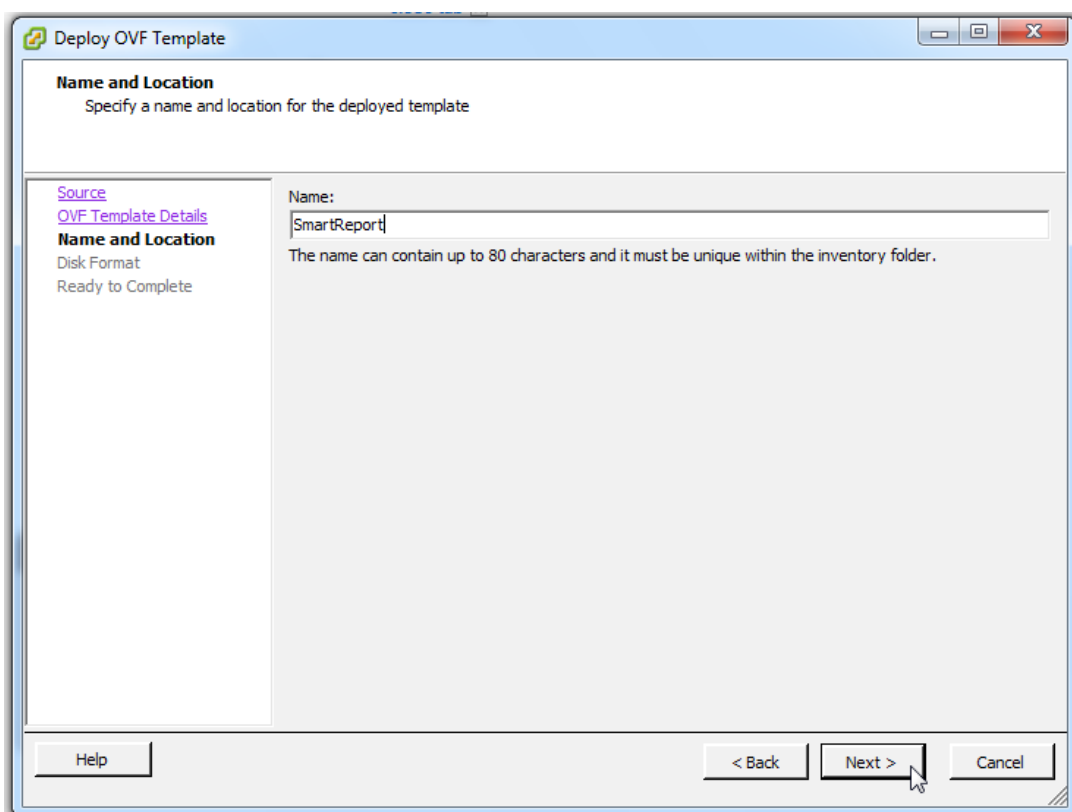 Deploy OVF Template
Name and Location
Specify a name and location for the deployed template
Source
OVF Template Details
Name and Location
Disk Format
Ready to Complete
Name:
SmartReport
The name can contain up to 80 characters and it must be unique within the inventory folder.
Help
< Back
Next >
Cancel